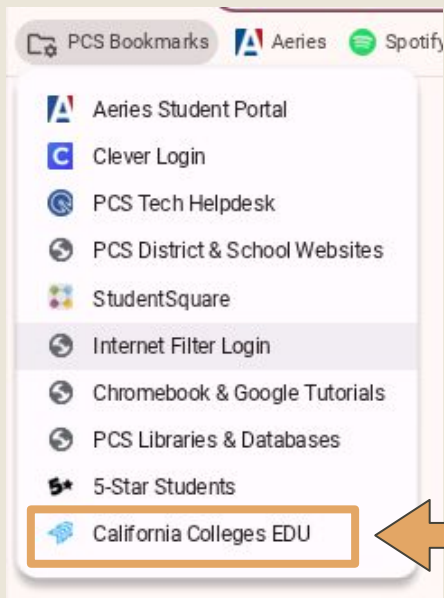 PCS Bookmarks Aeries Spotify
Aeries Student Portal
Clever Login
PCS Tech Helpdesk
PCS District & School Websites
StudentSquare
Internet Filter Login
Chromebook & Google Tutorials
PCS Libraries & Databases
5-Star Students
California Colleges EDU